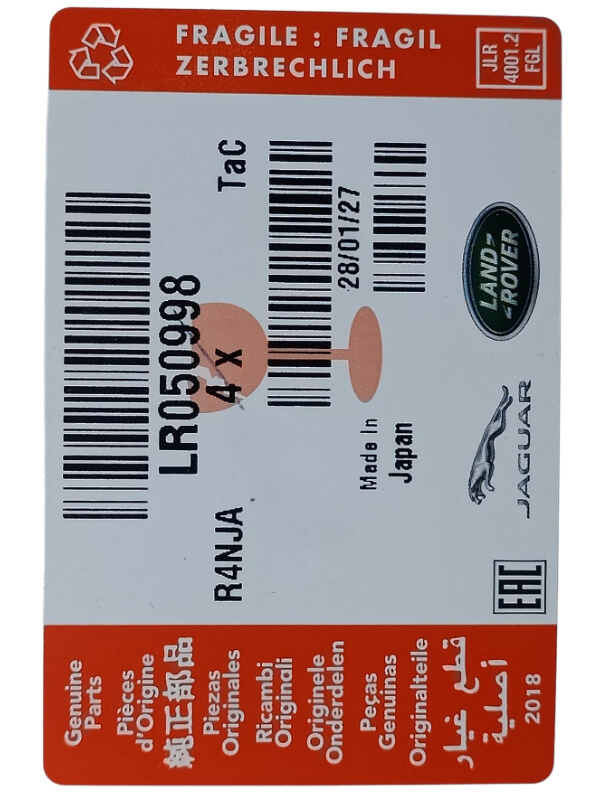 FRAGILE : FRAGIL
ZERBRECHLICH
JLR
4001.2
FGL
LR050998
R4NJA
4 x
TaC
28/01/27
Made In
Japan
LAND
ROVER
JAGUAR
EAC
Genuine
Parts
Pièces
d'Origine
純正部品
Piezas
Originales
Ricambi
Originali
Originele
Onderdelen
Peças
Genuinas
Originalteile
قطع غيار
أصلية
2018